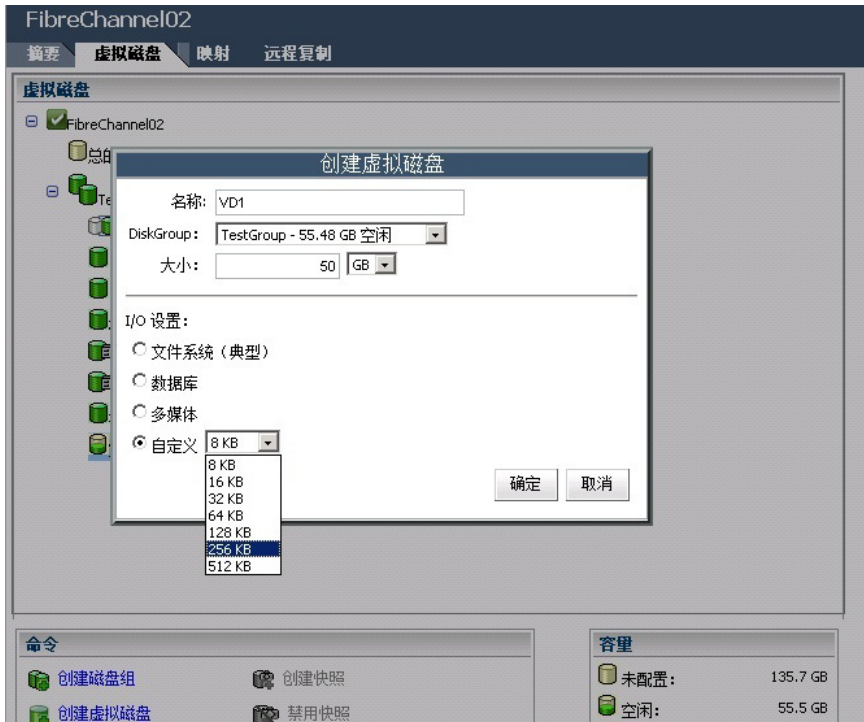 FibreChannel02
摘要 虚拟磁盘 映射 远程复制
虚拟磁盘
FibreChannel02
创建虚拟磁盘
名称: VD1
DiskGroup: TestGroup - 55.48 GB 空闲
大小: 50 GB
I/O 设置:
文件系统（典型）
数据库
多媒体
自定义 8 KB
8 KB
16 KB
32 KB
64 KB
128 KB
256 KB
512 KB
确定 取消
命令 容量
创建磁盘组 创建快照 未配置: 135.7 GB
创建虚拟磁盘 禁用快照 空闲: 55.5 GB